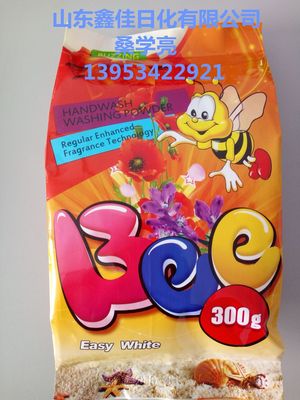 山东鑫佳日化有限公司
桑学亮
13953422921
BUZZING
HANDWASH
WASHING POWDER
Regular Enhanced
Fragrance Technology
Bee
300g
Easy White